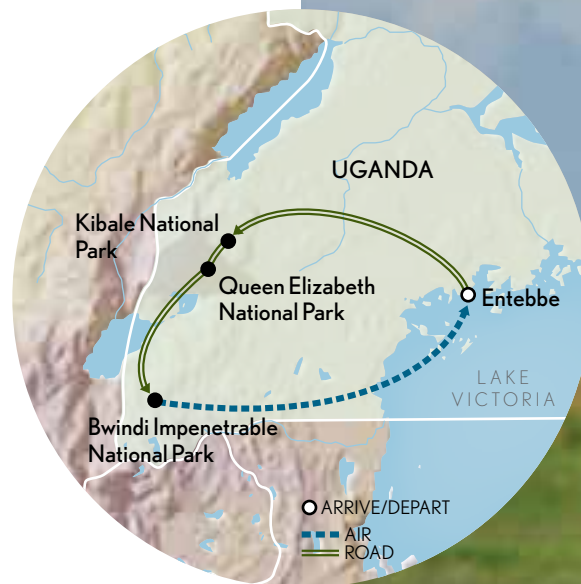 UGANDA
Kibale National
Park
Queen Elizabeth
National Park
Entebbe
LAKE
VICTORIA
Bwindi Impenetrable
National Park
ARRIVE/DEPART
AIR
ROAD